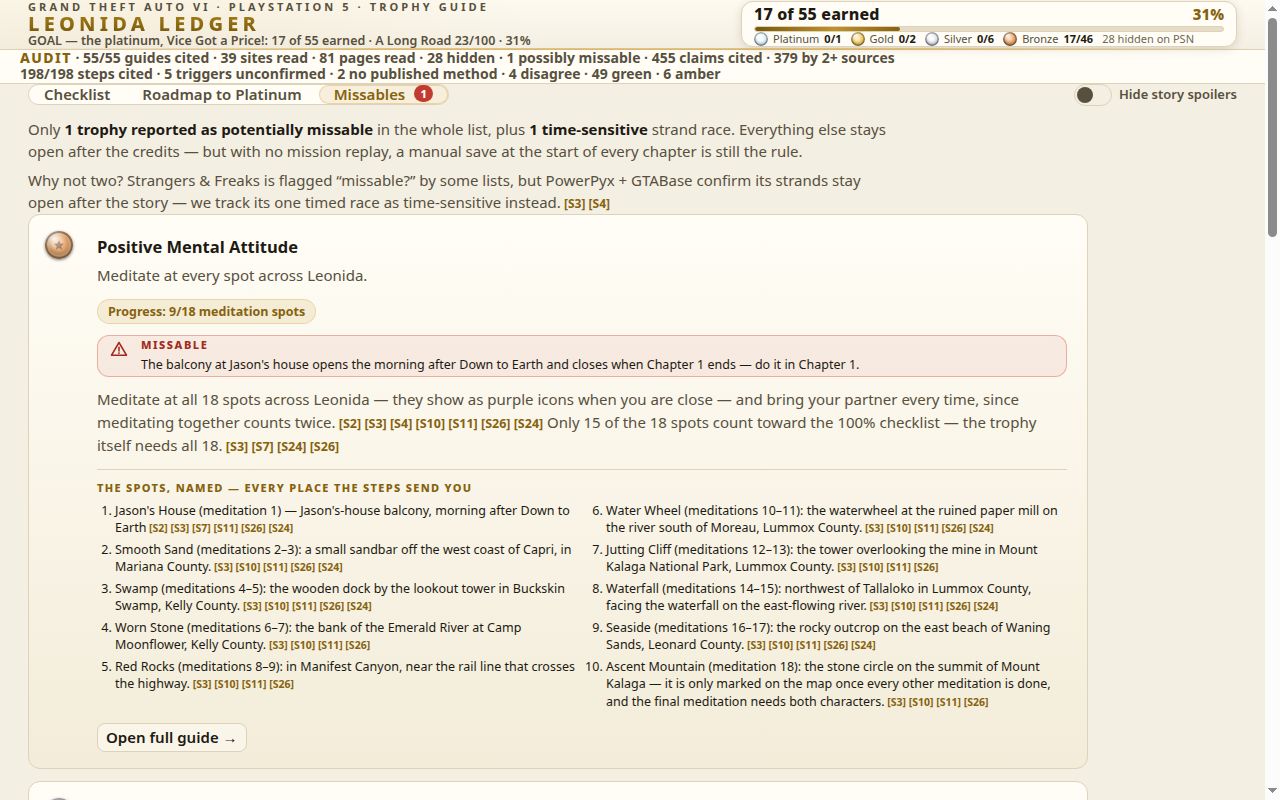 GRAND THEFT AUTO VI · PLAYSTATION 5 · TROPHY GUIDE
LEONIDA LEDGER
GOAL — the platinum, Vice Got a Price!: 17 of 55 earned · A Long Road 23/100 · 31%
17 of 55 earned 31%
Platinum 0/1 Gold 0/2 Silver 0/6 Bronze 17/46 28 hidden on PSN
AUDIT · 55/55 guides cited · 39 sites read · 81 pages read · 28 hidden · 1 possibly missable · 455 claims cited · 379 by 2+ sources
198/198 steps cited · 5 triggers unconfirmed · 2 no published method · 4 disagree · 49 green · 6 amber
Checklist Roadmap to Platinum Missables 1 Hide story spoilers
Only 1 trophy reported as potentially missable in the whole list, plus 1 time-sensitive strand race. Everything else stays
open after the credits — but with no mission replay, a manual save at the start of every chapter is still the rule.
Why not two? Strangers & Freaks is flagged “missable?” by some lists, but PowerPyx + GTABase confirm its strands stay
open after the story — we track its one timed race as time-sensitive instead. [S3] [S4]
Positive Mental Attitude
Meditate at every spot across Leonida.
Progress: 9/18 meditation spots
MISSABLE
The balcony at Jason's house opens the morning after Down to Earth and closes when Chapter 1 ends — do it in Chapter 1.
Meditate at all 18 spots across Leonida — they show as purple icons when you are close — and bring your partner every time, since
meditating together counts twice. [S2] [S3] [S4] [S10] [S11] [S26] [S24] Only 15 of the 18 spots count toward the 100% checklist — the trophy
itself needs all 18. [S3] [S7] [S24] [S26]
THE SPOTS, NAMED — EVERY PLACE THE STEPS SEND YOU
1. Jason's House (meditation 1) — Jason's-house balcony, morning after Down to
Earth [S2] [S3] [S7] [S11] [S26] [S24]
2. Smooth Sand (meditations 2–3): a small sandbar off the west coast of Capri, in
Mariana County. [S3] [S10] [S11] [S26] [S24]
3. Swamp (meditations 4–5): the wooden dock by the lookout tower in Buckskin
Swamp, Kelly County. [S3] [S10] [S11] [S26] [S24]
4. Worn Stone (meditations 6–7): the bank of the Emerald River at Camp
Moonflower, Kelly County. [S3] [S10] [S11] [S26]
5. Red Rocks (meditations 8–9): in Manifest Canyon, near the rail line that crosses
the highway. [S3] [S10] [S11] [S26]
6. Water Wheel (meditations 10–11): the waterwheel at the ruined paper mill on
the river south of Moreau, Lummox County. [S3] [S10] [S11] [S26] [S24]
7. Jutting Cliff (meditations 12–13): the tower overlooking the mine in Mount
Kalaga National Park, Lummox County. [S3] [S10] [S11] [S26]
8. Waterfall (meditations 14–15): northwest of Tallaloko in Lummox County,
facing the waterfall on the east-flowing river. [S3] [S10] [S11] [S26] [S24]
9. Seaside (meditations 16–17): the rocky outcrop on the east beach of Waning
Sands, Leonard County. [S3] [S10] [S11] [S26] [S24]
10. Ascent Mountain (meditation 18): the stone circle on the summit of Mount
Kalaga — it is only marked on the map once every other meditation is done,
and the final meditation needs both characters. [S3] [S10] [S11] [S26]
Open full guide →